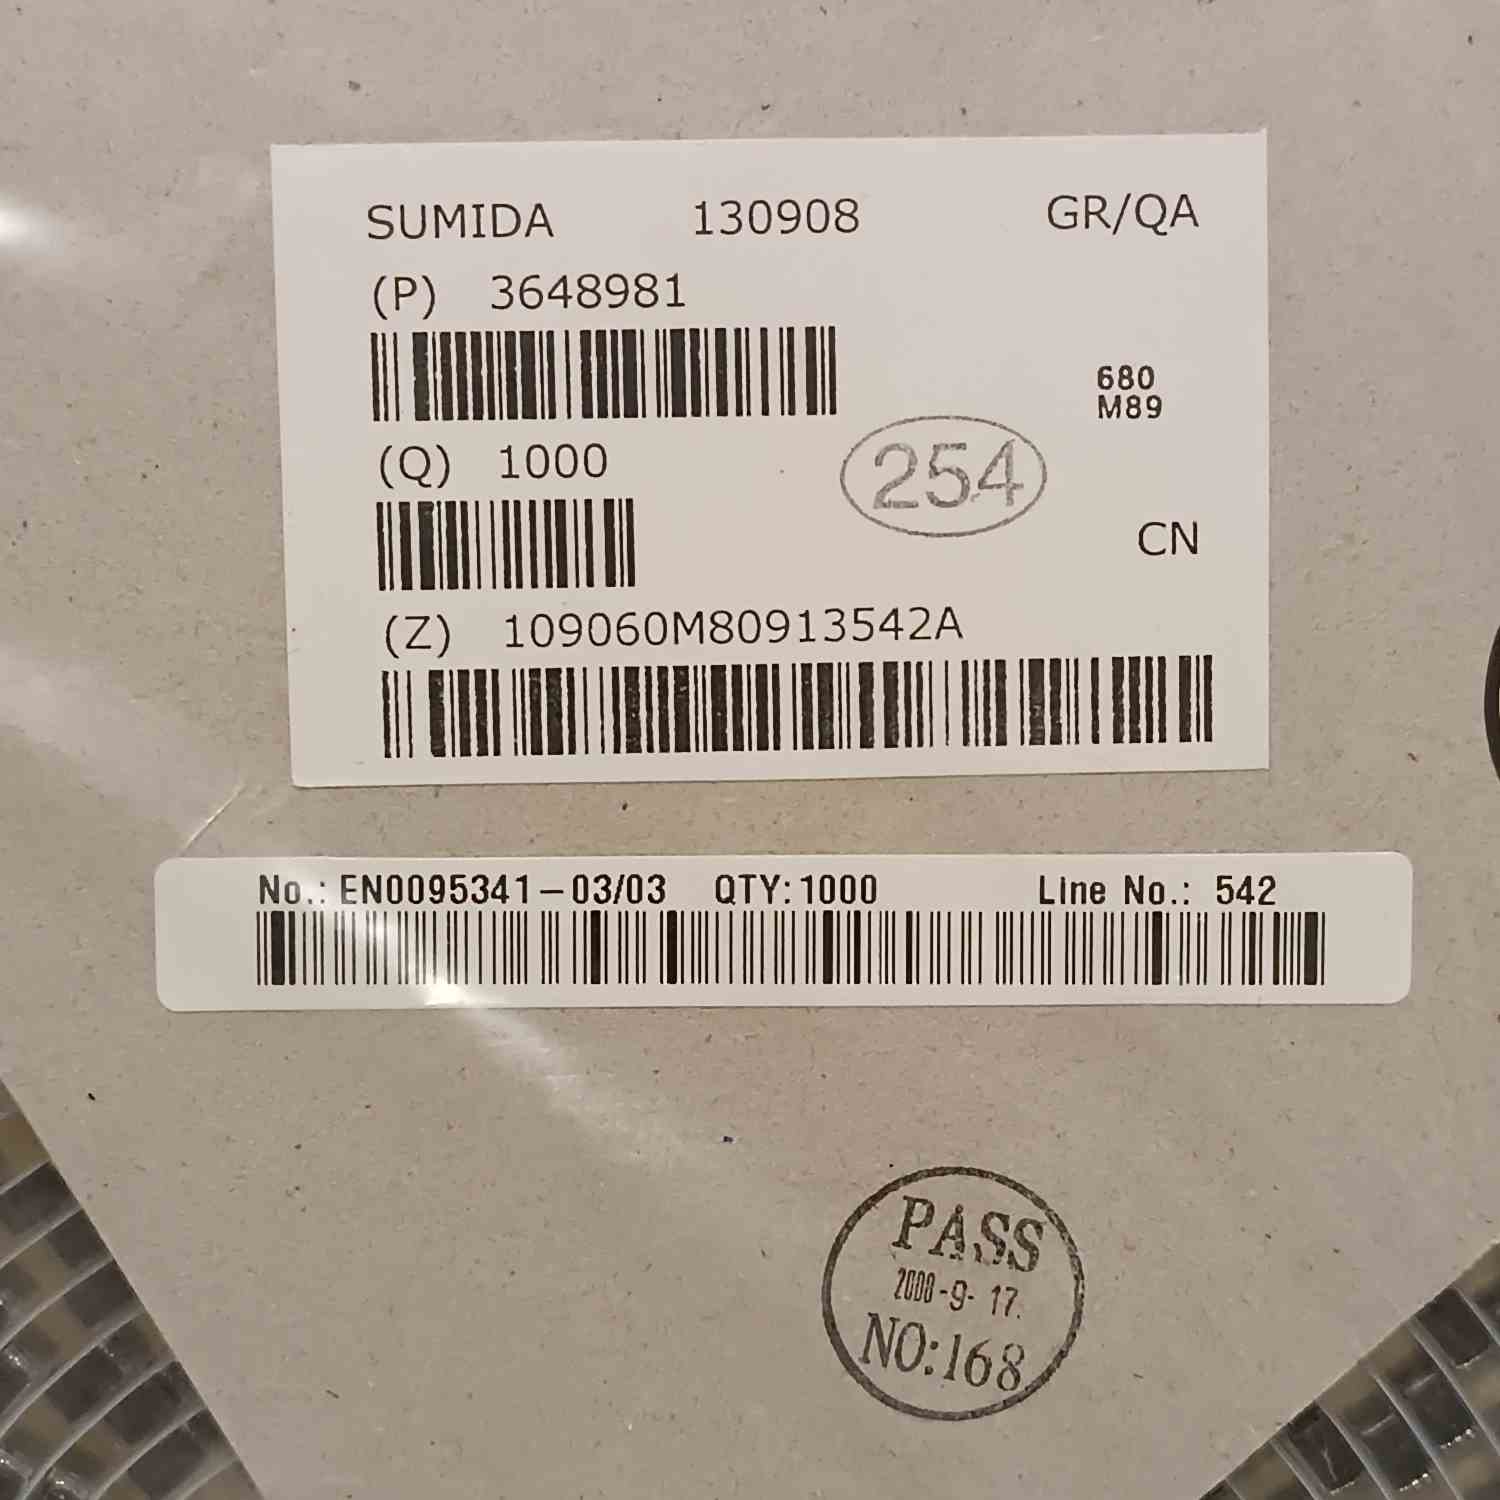 SUMIDA 130908 GR/QA
(P) 3648981
680
M89
(Q) 1000
254
CN
(Z) 109060M80913542A
No.: EN0095341-03/03 QTY: 1000 Line No.: 542
PASS
2008-9-17.
NO:168